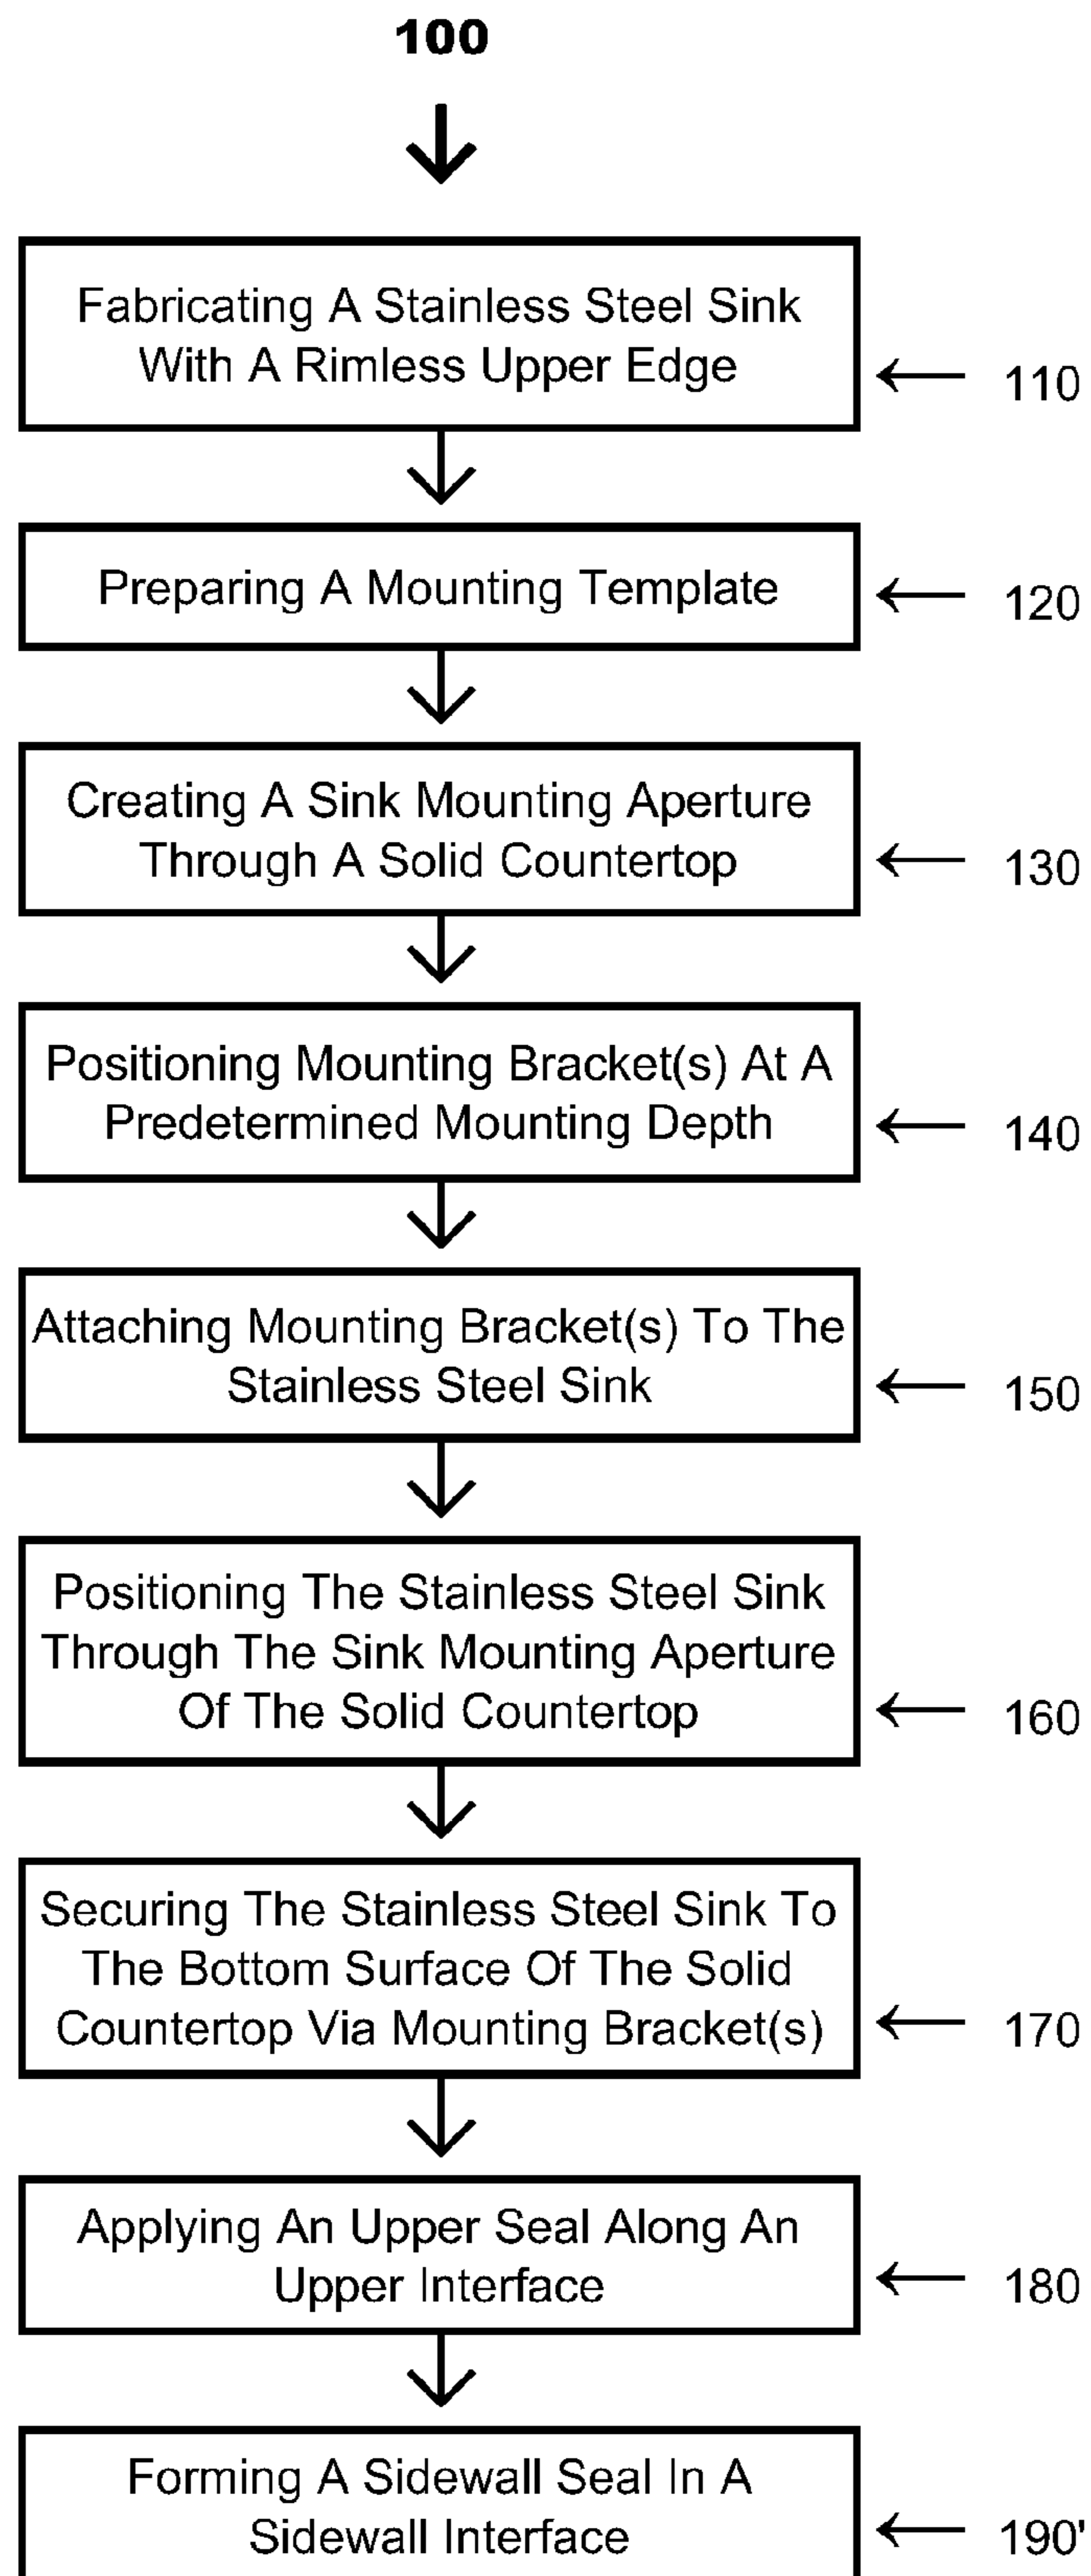 100
Fabricating A Stainless Steel Sink
With A Rimless Upper Edge
110
Preparing A Mounting Template
120
Creating A Sink Mounting Aperture
Through A Solid Countertop
130
Positioning Mounting Bracket(s) At A
Predetermined Mounting Depth
140
Attaching Mounting Bracket(s) To The
Stainless Steel Sink
150
Positioning The Stainless Steel Sink
Through The Sink Mounting Aperture
Of The Solid Countertop
160
Securing The Stainless Steel Sink To
The Bottom Surface Of The Solid
Countertop Via Mounting Bracket(s)
170
Applying An Upper Seal Along An
Upper Interface
180
Forming A Sidewall Seal In A
Sidewall Interface
190'